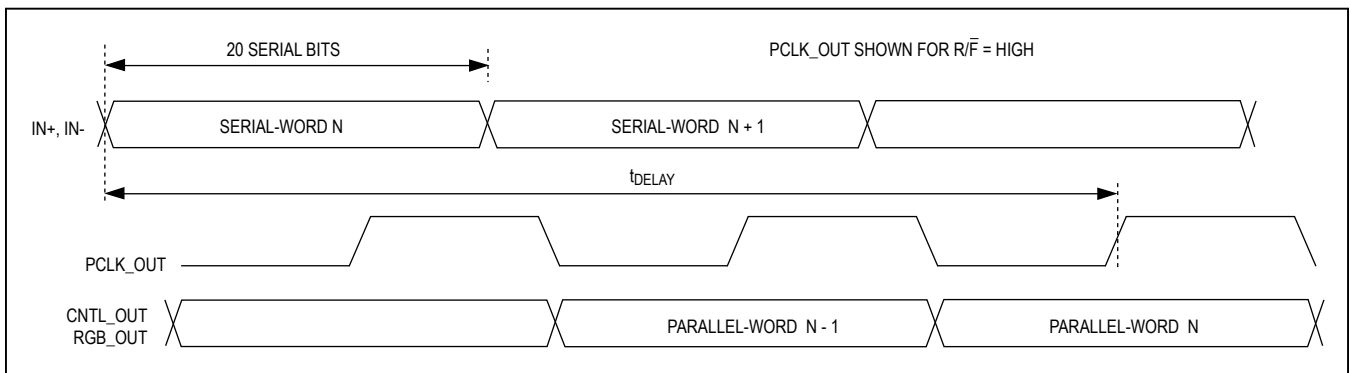 20 SERIAL BITS
PCLK_OUT SHOWN FOR R/F̅ = HIGH
IN+, IN-
SERIAL-WORD N
SERIAL-WORD N + 1
tDELAY
PCLK_OUT
CNTL_OUT
RGB_OUT
PARALLEL-WORD N - 1
PARALLEL-WORD N